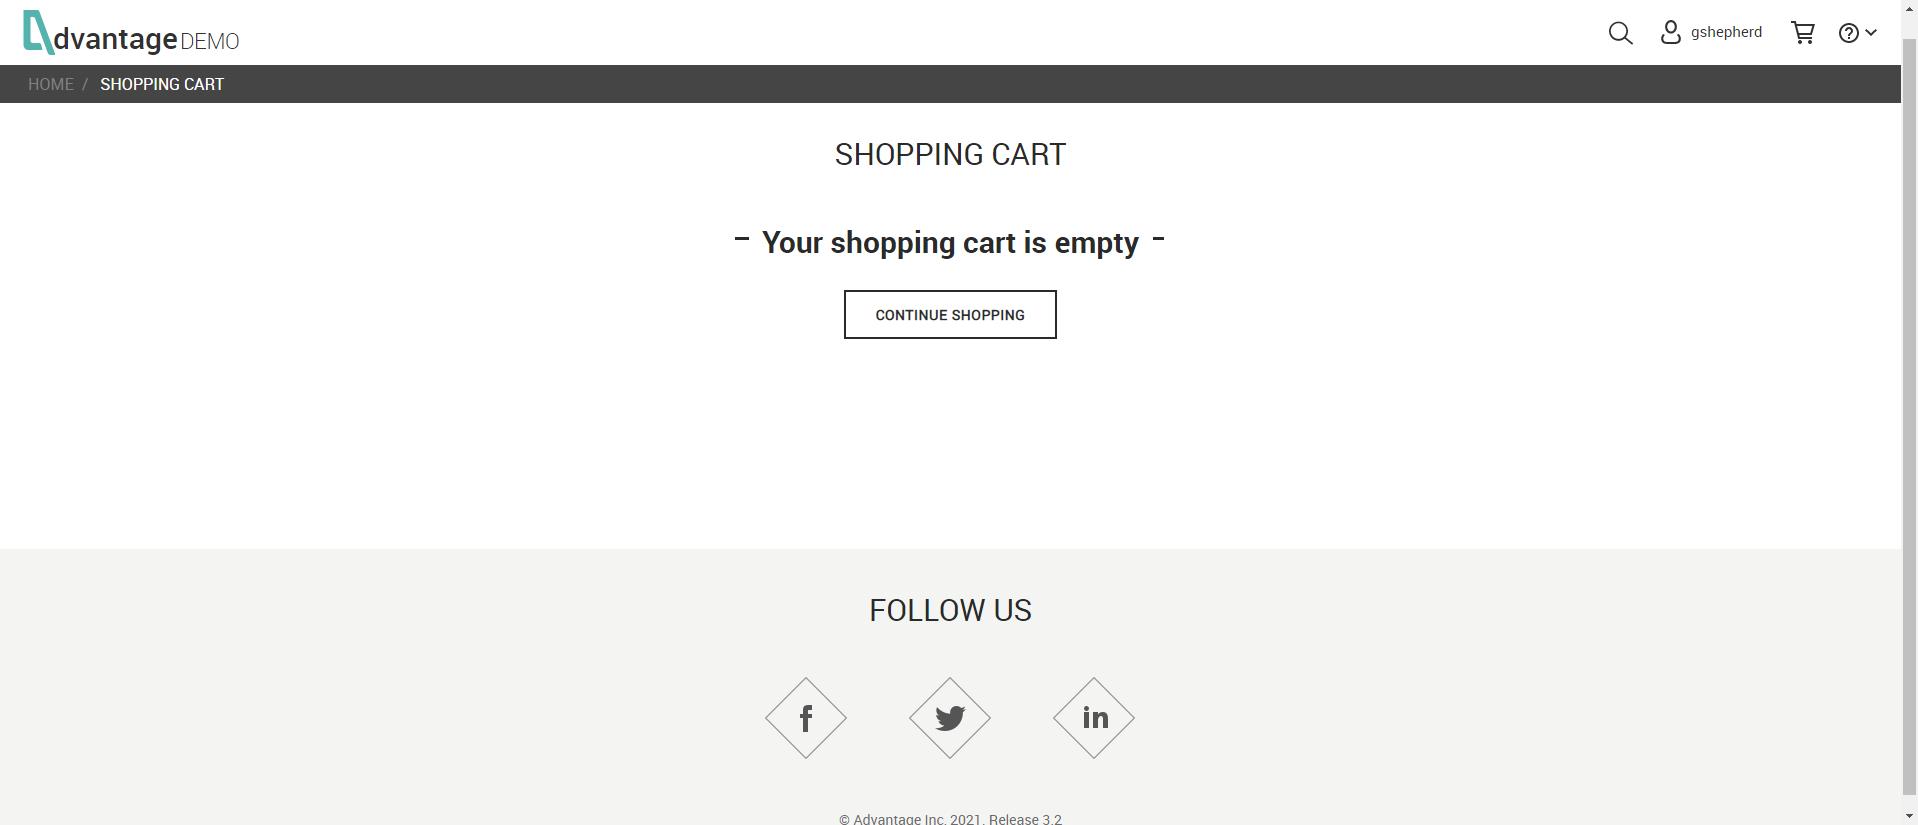 dvantage DEMO
gshepherd
HOME / SHOPPING CART
SHOPPING CART
- Your shopping cart is empty -
CONTINUE SHOPPING
FOLLOW US
f
in
© Advantage Inc, 2021. Release 3.2